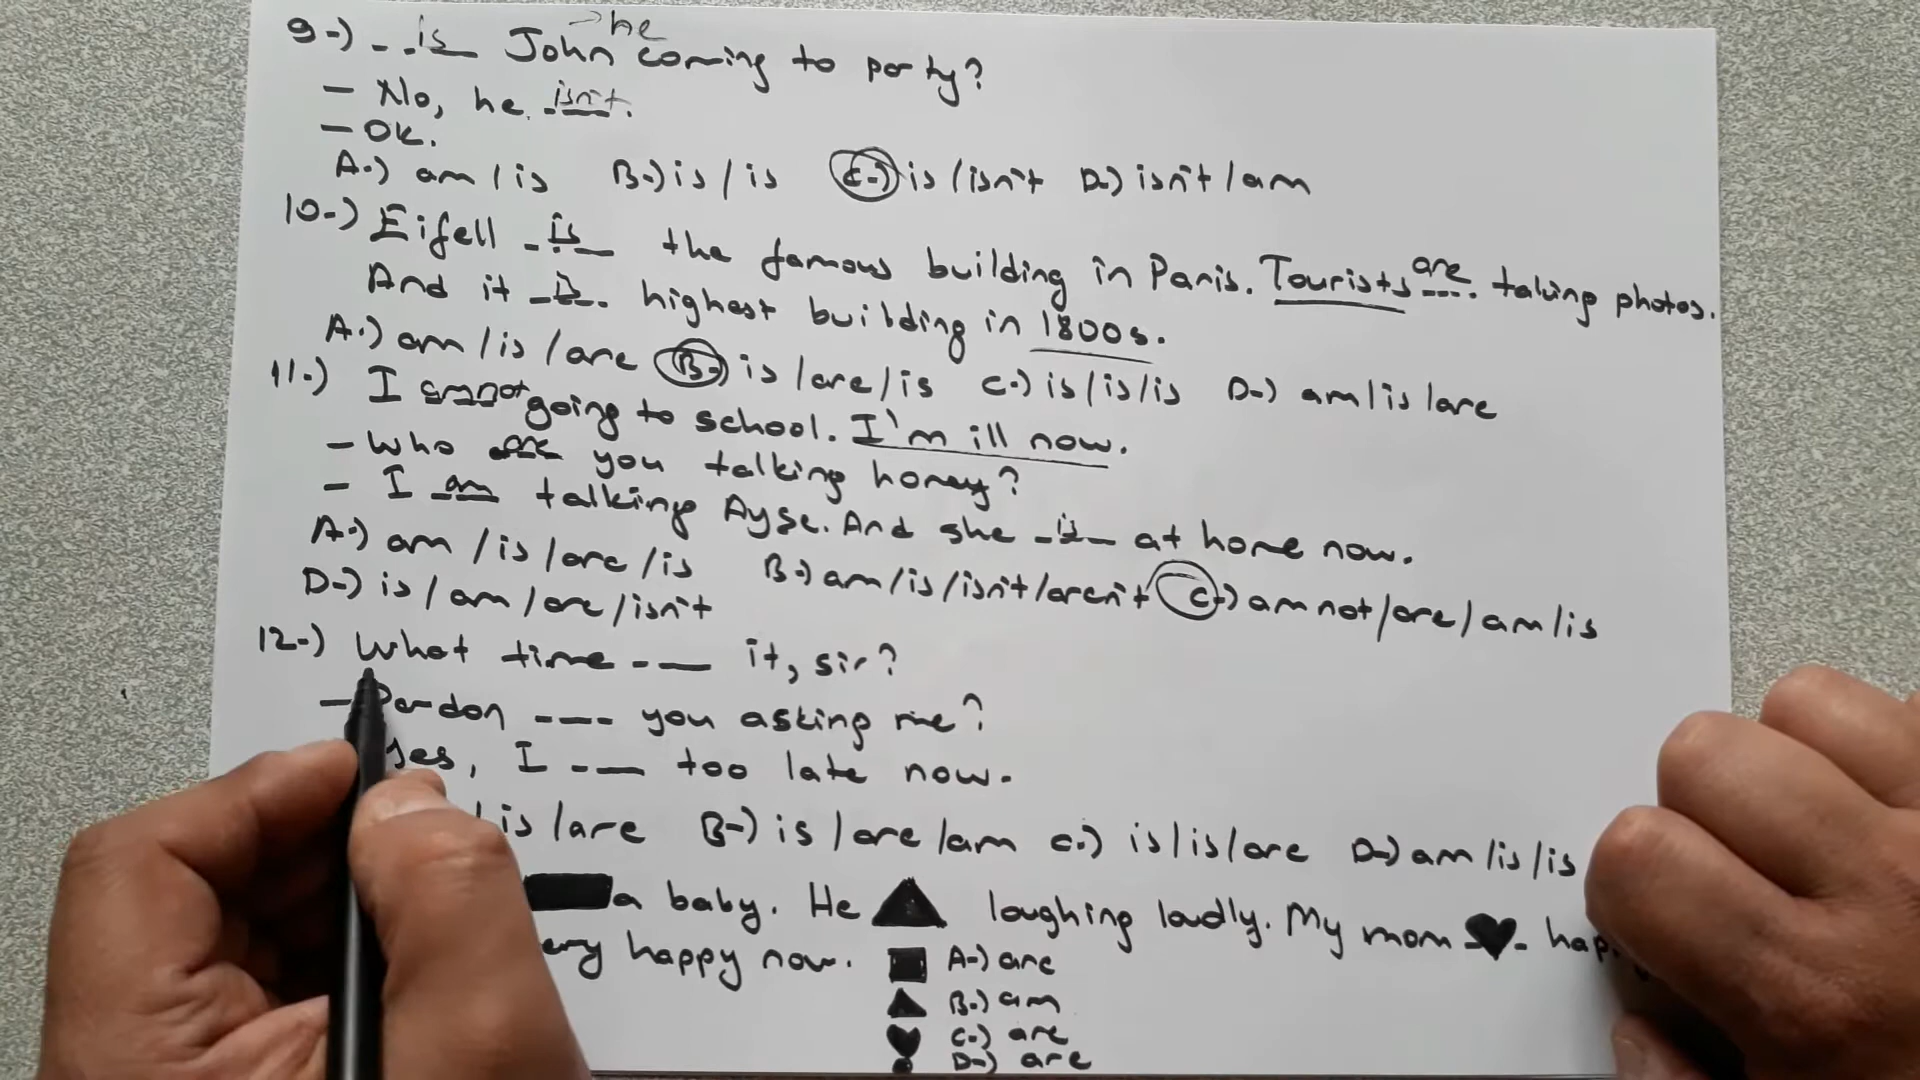 he
9-) is John coming to party?
- No, he isn't.
- OK.
A-) am / is B-) is / is C-) is / isn't D-) isn't / am
10-) Eifell is the famous building in Paris. Tourists are taking photos.
And it is highest building in 1800s.
A-) am / is / are B-) is / are / is C-) is / is / is D-) am / is / are
11-) I am not going to school. I'm ill now.
- Who are you talking honey?
- I am talking Ayşe. And she is at home now.
A-) am / is / are / is B-) am / is / isn't / aren't C-) am not / are / am / is
D-) is / am / are / isn't
12-) What time --- it, sir?
- Pardon ---- you asking me?
Yes, I --- too late now.
is / are B-) is / are / am C-) is / is / are D-) am / is / is
a baby. He laughing loudly. My mom
happy now.
A-) are
B-) am
C-) are
D-) are